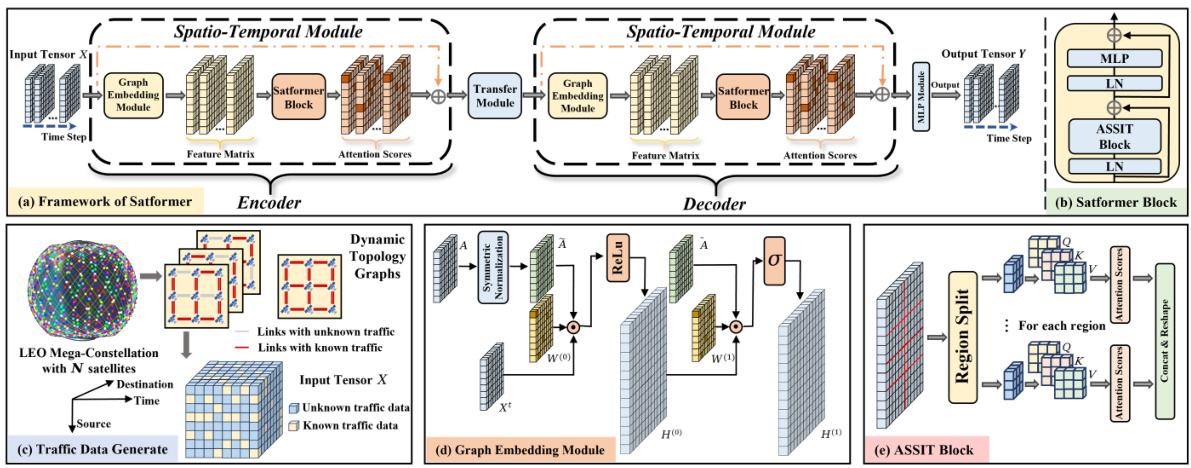 Spatio-Temporal Module
Input Tensor X
Time Step
Graph
Embedding
Module
Feature Matrix
Satformer
Block
Attention Scores
Encoder
Transfer
Module
Spatio-Temporal Module
Graph
Embedding
Module
Feature Matrix
Satformer
Block
Attention Scores
Decoder
MLP Module
Output
Output Tensor Y
Time Step
(a) Framework of Satformer
MLP
LN
ASSIT
Block
LN
(b) Satformer Block
Dynamic
Topology
Graphs
LEO Mega-Constellation
with N satellites
Links with unknown traffic
Links with known traffic
Destination
Time
Source
Input Tensor X
Unknown traffic data
Known traffic data
(c) Traffic Data Generate
A
Symmetric
Normalization
Ã
W(0)
Xt
ReLu
H(0)
Ã
W(1)
σ
H(1)
(d) Graph Embedding Module
Region Split
Q
K
V
Attention Scores
For each region
Q
K
V
Attention Scores
Concat & Reshape
(e) ASSIT Block